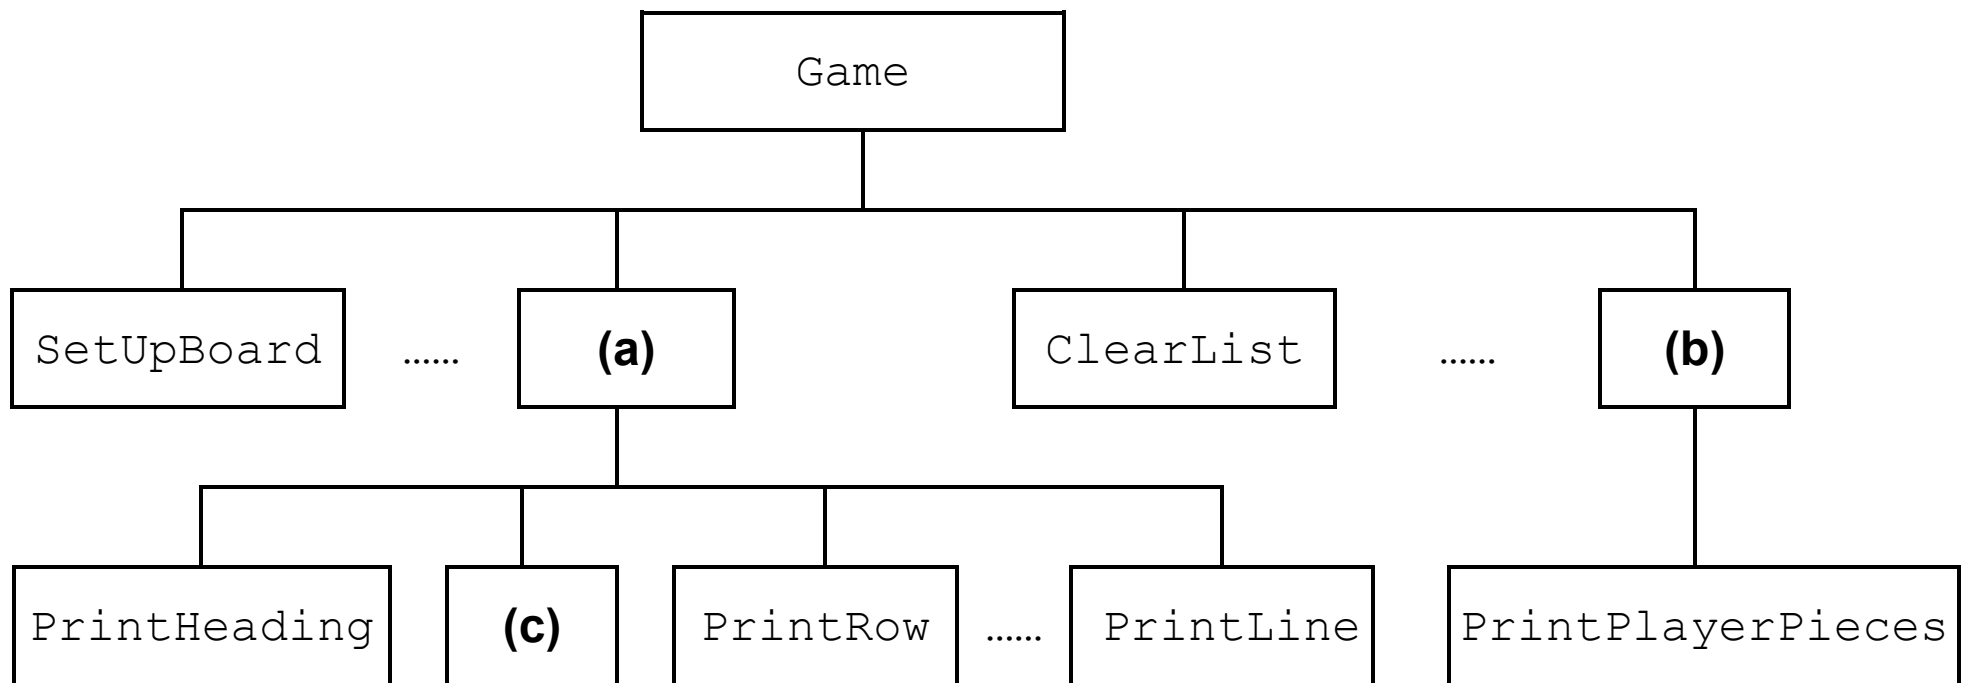 Game
SetUpBoard ...... (a) ClearList ...... (b)
PrintHeading (c) PrintRow ...... PrintLine PrintPlayerPieces